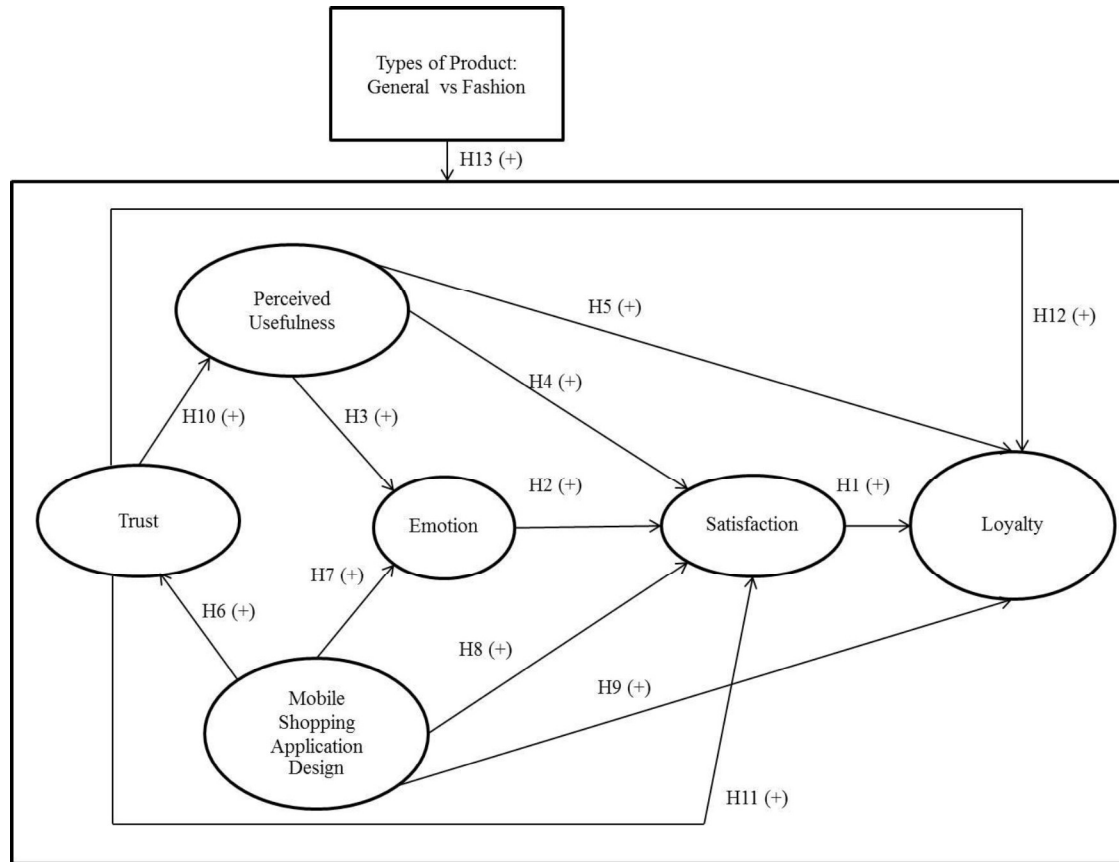 Types of Product:
General vs Fashion
H13 (+)
Perceived
Usefulness
H5 (+)
H12 (+)
H4 (+)
H10 (+)
H3 (+)
H2 (+)
H1 (+)
Trust
Emotion
Satisfaction
Loyalty
H7 (+)
H6 (+)
H8 (+)
H9 (+)
Mobile
Shopping
Application
Design
H11 (+)